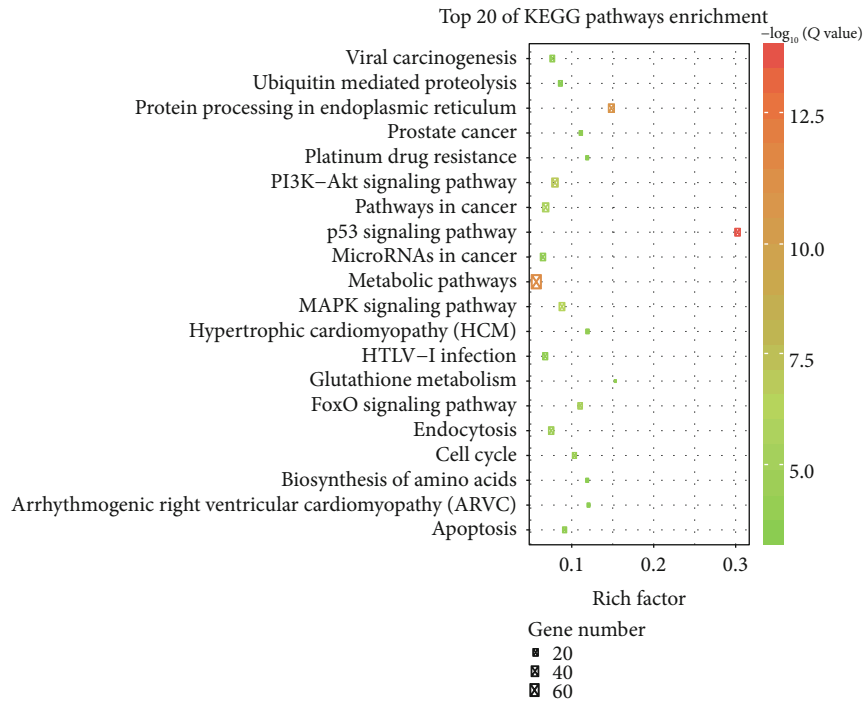 Top 20 of KEGG pathways enrichment
−log₁₀ (Q value)
Viral carcinogenesis
Ubiquitin mediated proteolysis
Protein processing in endoplasmic reticulum
Prostate cancer
Platinum drug resistance
PI3K−Akt signaling pathway
Pathways in cancer
p53 signaling pathway
MicroRNAs in cancer
Metabolic pathways
MAPK signaling pathway
Hypertrophic cardiomyopathy (HCM)
HTLV−I infection
Glutathione metabolism
FoxO signaling pathway
Endocytosis
Cell cycle
Biosynthesis of amino acids
Arrhythmogenic right ventricular cardiomyopathy (ARVC)
Apoptosis
12.5
10.0
7.5
5.0
0.1 0.2 0.3
Rich factor
Gene number
20
40
60